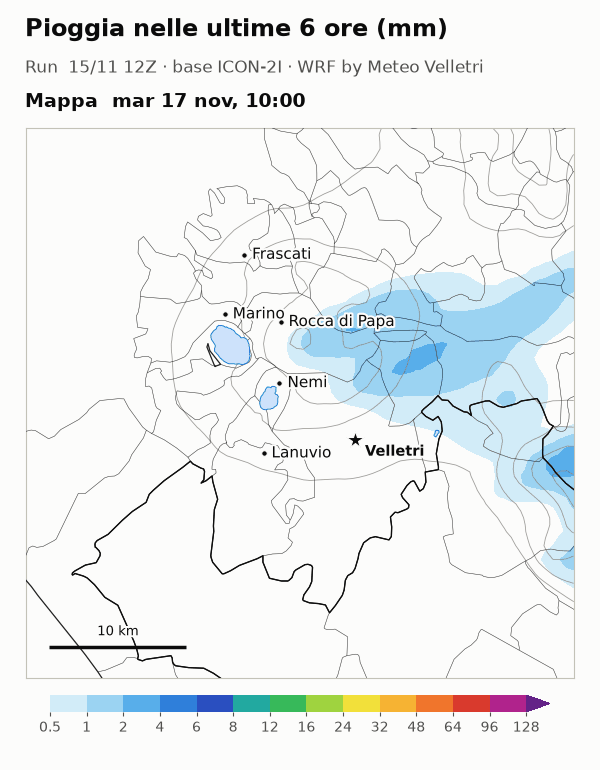 Pioggia nelle ultime 6 ore (mm)
Run  15/11 12Z · base ICON-2I · WRF by Meteo Velletri
Mappa  mar 17 nov, 10:00
Frascati
Marino
Rocca di Papa
Nemi
Velletri
Lanuvio
10 km
0.5 1 2 4 6 8 12 16 24 32 48 64 96 128